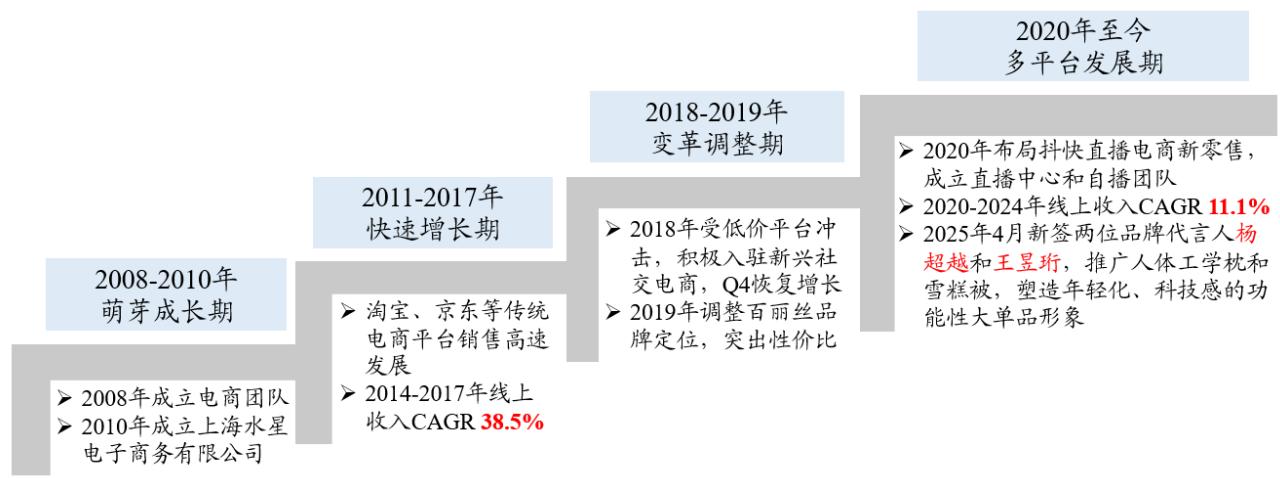 2008-2010年
萌芽成长期
➢ 2008年成立电商团队
➢ 2010年成立上海水星
电子商务有限公司
2011-2017年
快速增长期
➢ 淘宝、京东等传统
电商平台销售高速
发展
➢ 2014-2017年线上
收入CAGR 38.5%
2018-2019年
变革调整期
➢ 2018年受低价平台冲
击，积极入驻新兴社
交电商，Q4恢复增长
➢ 2019年调整百丽丝品
牌定位，突出性价比
2020年至今
多平台发展期
➢ 2020年布局抖快直播电商新零售，
成立直播中心和自播团队
➢ 2020-2024年线上收入CAGR 11.1%
➢ 2025年4月新签两位品牌代言人杨
超越和王昱珩，推广人体工学枕和
雪糕被，塑造年轻化、科技感的功
能性大单品形象